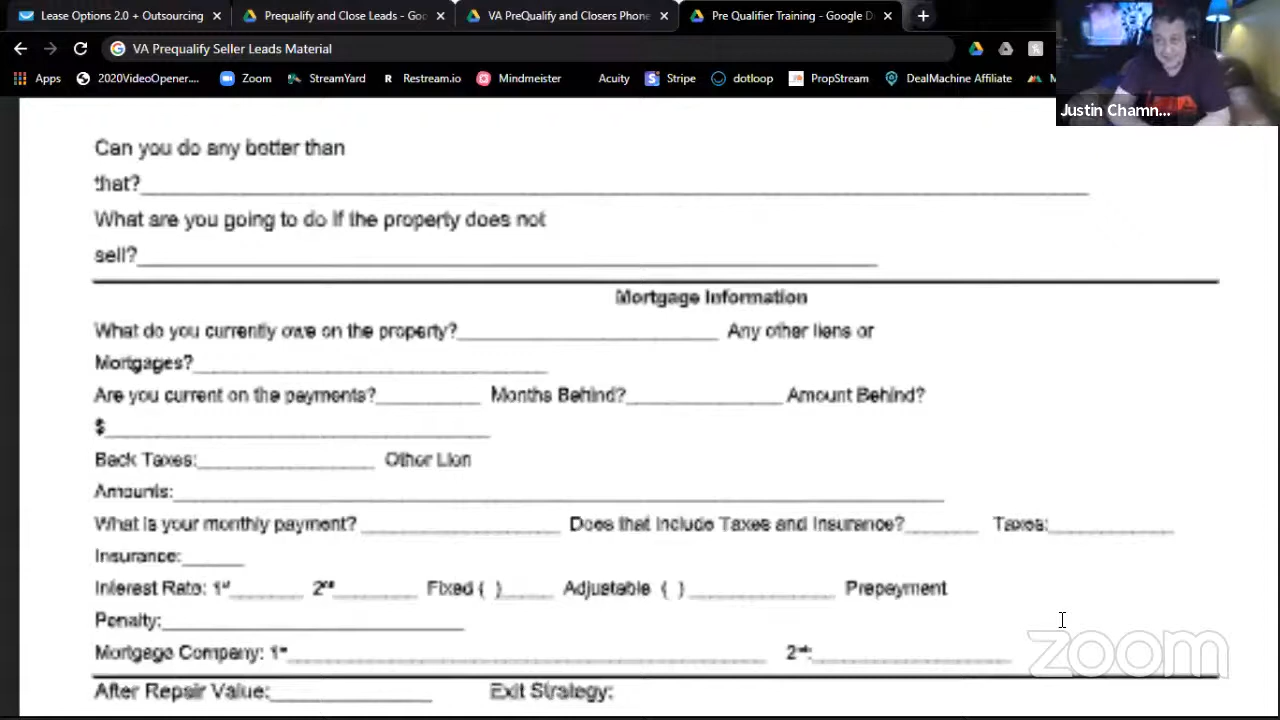 Lease Options 2.0 + Outsourcing
Prequalify and Close Leads - Goo
VA PreQualify and Closers Phone
Pre Qualifier Training - Google D
VA Prequalify Seller Leads Material
Apps 2020VideoOpener.... Zoom StreamYard Restream.io Mindmeister Acuity Stripe dotloop PropStream DealMachine Affiliate M
Justin Chamn...
Can you do any better than
that?
What are you going to do if the property does not
sell?
Mortgage Information
What do you currently owe on the property? Any other liens or
Mortgages?
Are you current on the payments? Months Behind? Amount Behind?
$
Back Taxes: Other Lien
Amounts:
What is your monthly payment? Does that include Taxes and Insurance? Taxes:
Insurance:
Interest Rate: 1st 2nd Fixed ( ) Adjustable ( ) Prepayment
Penalty:
Mortgage Company: 1st 2nd:
After Repair Value: Exit Strategy:
zoom